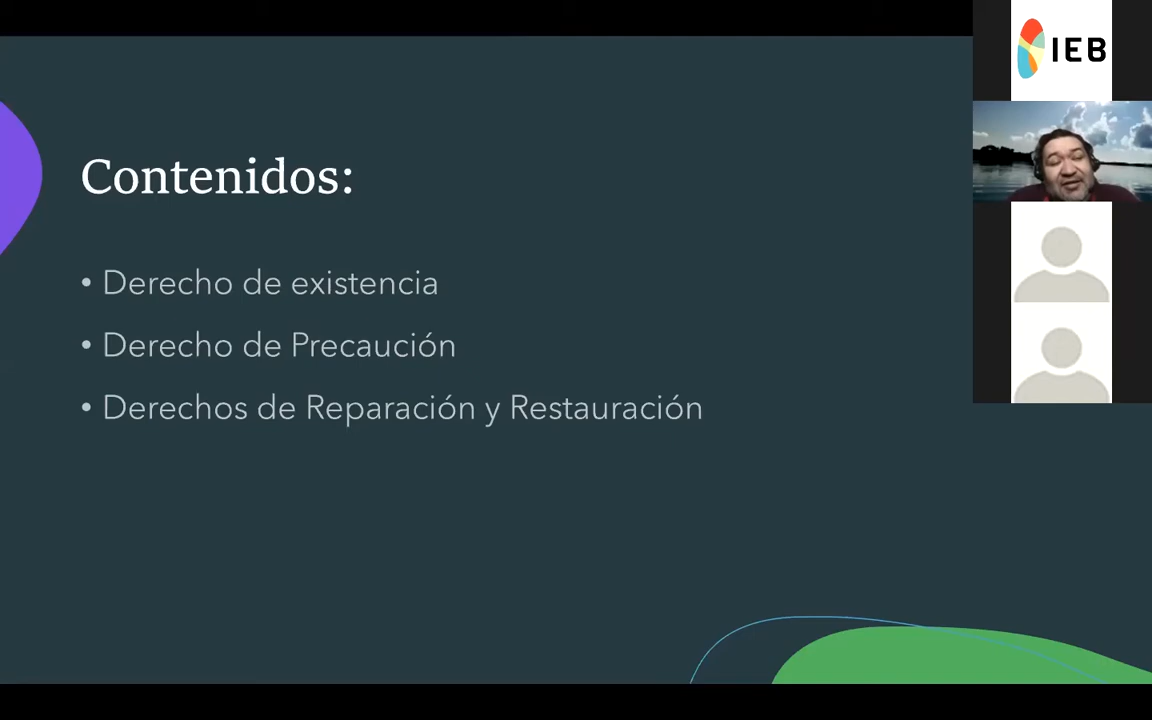 Contenidos:
• Derecho de existencia
• Derecho de Precaución
• Derechos de Reparación y Restauración
IEB